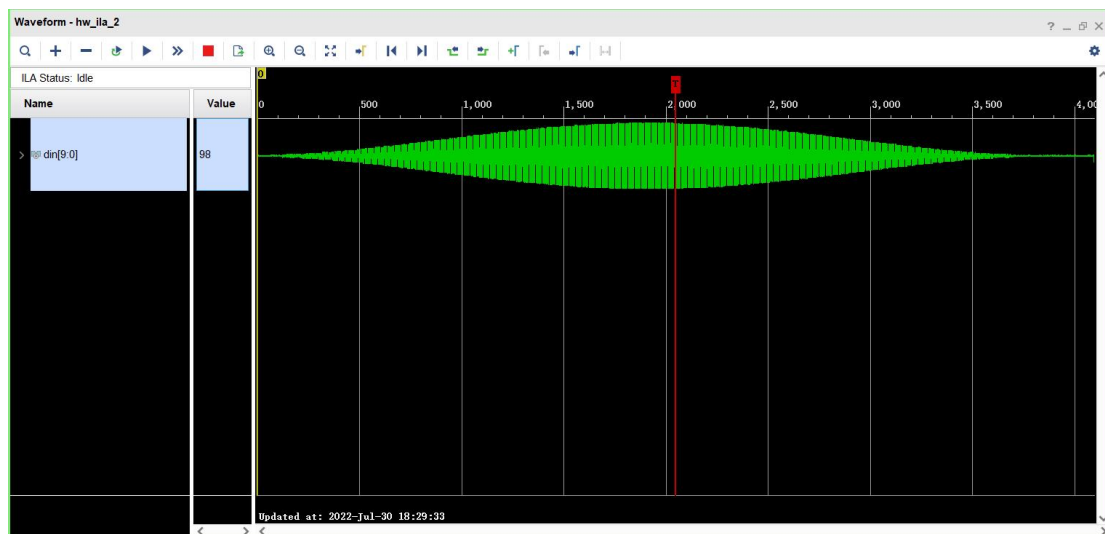 Waveform - hw_ila_2
?
ILA Status: Idle
Name
Value
din[9:0]
98
0
T
0 500 1,000 1,500 2,000 2,500 3,000 3,500 4,0
Updated at: 2022-Jul-30 18:29:33